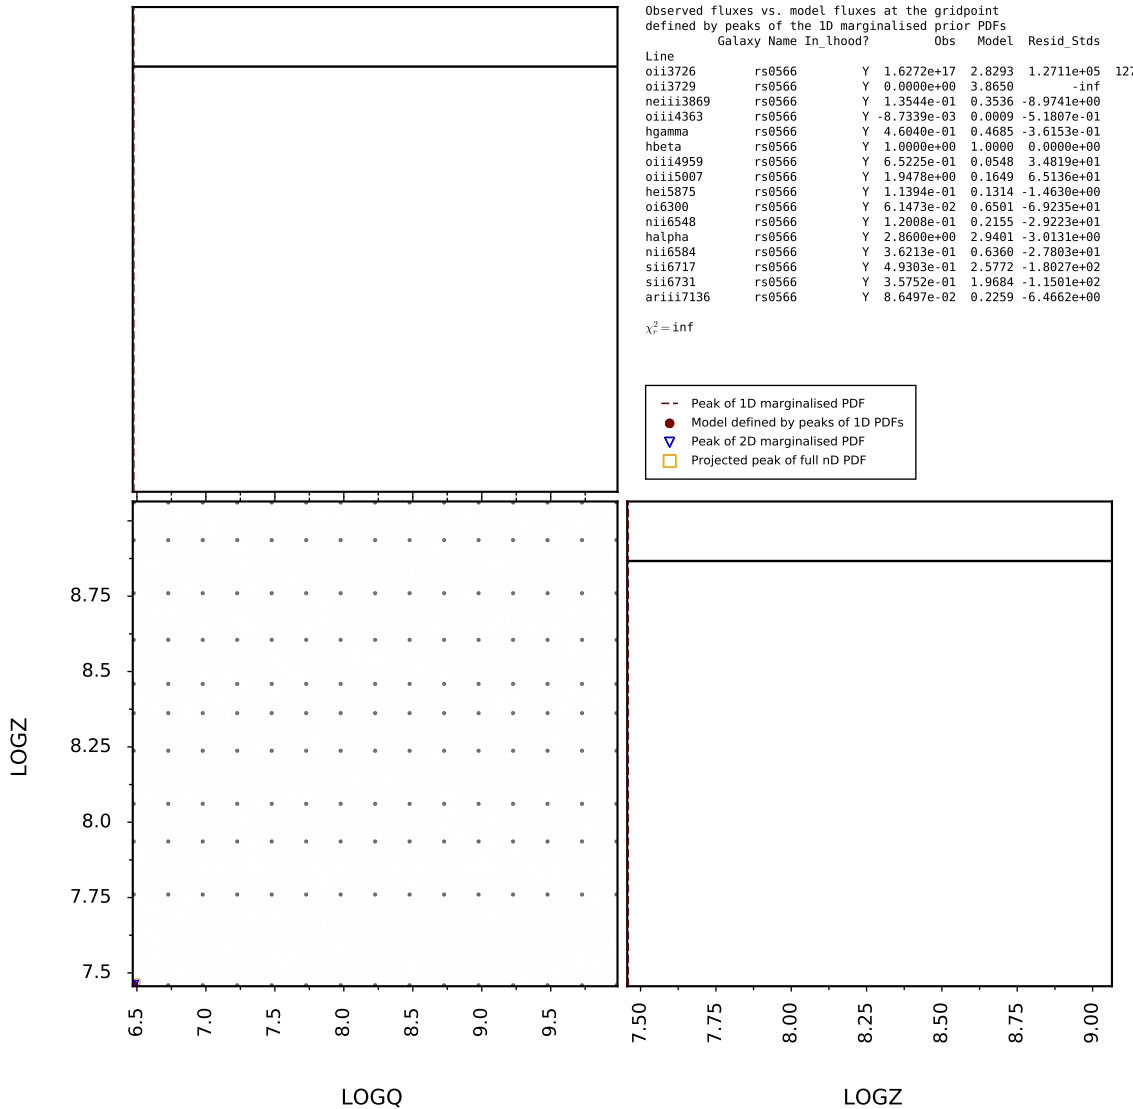 Observed fluxes vs. model fluxes at the gridpoint
defined by peaks of the 1D marginalised prior PDFs
Galaxy Name In_lhood? Obs Model Resid_Stds
Line
oii3726 rs0566 Y 1.6272e+17 2.8293 1.2711e+05 127
oii3729 rs0566 Y 0.0000e+00 3.8650 -inf
neiii3869 rs0566 Y 1.3544e-01 0.3536 -8.9741e+00
oiii4363 rs0566 Y -8.7339e-03 0.0009 -5.1807e-01
hgamma rs0566 Y 4.6040e-01 0.4685 -3.6153e-01
hbeta rs0566 Y 1.0000e+00 1.0000 0.0000e+00
oiii4959 rs0566 Y 6.5225e-01 0.0548 3.4819e+01
oiii5007 rs0566 Y 1.9478e+00 0.1649 6.5136e+01
hei5875 rs0566 Y 1.1394e-01 0.1314 -1.4630e+00
oi6300 rs0566 Y 6.1473e-02 0.6501 -6.9235e+01
nii6548 rs0566 Y 1.2008e-01 0.2155 -2.9223e+01
halpha rs0566 Y 2.8600e+00 2.9401 -3.0131e+00
nii6584 rs0566 Y 3.6213e-01 0.6360 -2.7803e+01
sii6717 rs0566 Y 4.9303e-01 2.5772 -1.8027e+02
sii6731 rs0566 Y 3.5752e-01 1.9684 -1.1501e+02
ariii7136 rs0566 Y 8.6497e-02 0.2259 -6.4662e+00
χ²ᵣ = inf
Peak of 1D marginalised PDF
Model defined by peaks of 1D PDFs
Peak of 2D marginalised PDF
Projected peak of full nD PDF
8.75
8.5
8.25
8.0
7.75
7.5
LOGZ
6.5 7.0 7.5 8.0 8.5 9.0 9.5
LOGQ
7.50 7.75 8.00 8.25 8.50 8.75 9.00
LOGZ